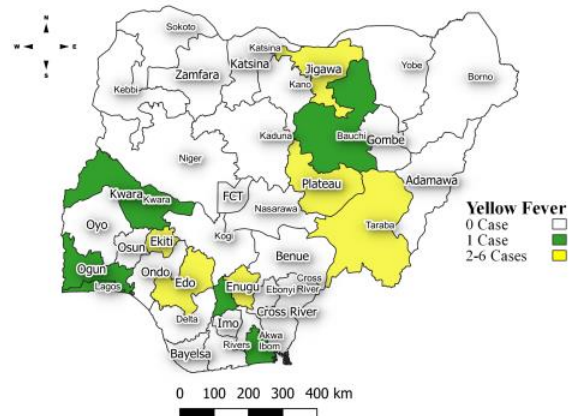 N
W E
S
Sokoto
Katsina
Katsina
Jigawa
Yobe
Borno
Zamfara
Kebbi
Kano
Kaduna
Bauchi
Gombe
Niger
Adamawa
Plateau
Kwara
Kwara
FCT
Nasarawa
Taraba
Oyo
Kogi
Ekiti
Osun
Benue
Ogun
Ondo
Edo
Enugu
Cross
River
Ebonyi
Lagos
Delta
Imo
Cross River
Akwa
Ibom
Rivers
Bayelsa
Yellow Fever
0 Case
1 Case
2-6 Cases
0 100 200 300 400 km